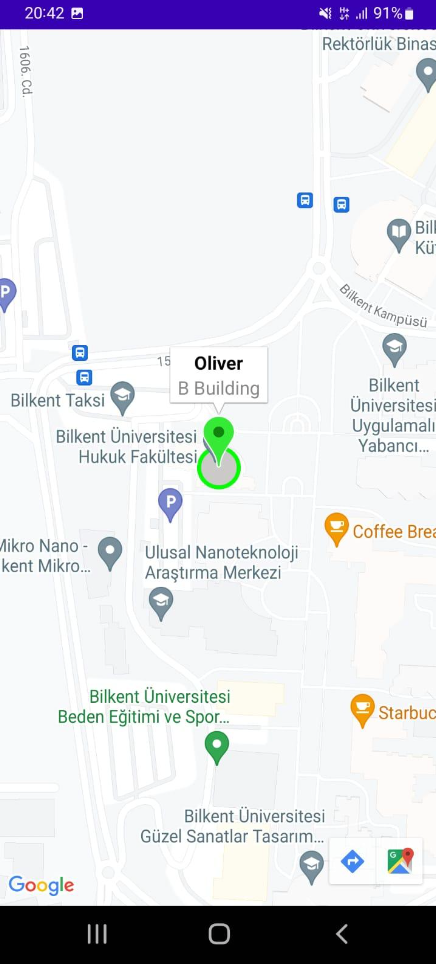 20:42
91%
Rektörlük Binas
1606. Cd.
Bil
Kü
P
Bilkent Kampüsü
15
Oliver
B Building
Bilkent Taksi
Bilkent
Üniversitesi
Uygulamalı
Yabancı...
Bilkent Üniversitesi
Hukuk Fakültesi
P
Coffee Brea
Mikro Nano -
kent Mikro...
Ulusal Nanoteknoloji
Araştırma Merkezi
Bilkent Üniversitesi
Beden Eğitimi ve Spor...
Starbuc
Bilkent Üniversitesi
Güzel Sanatlar Tasarım...
Google